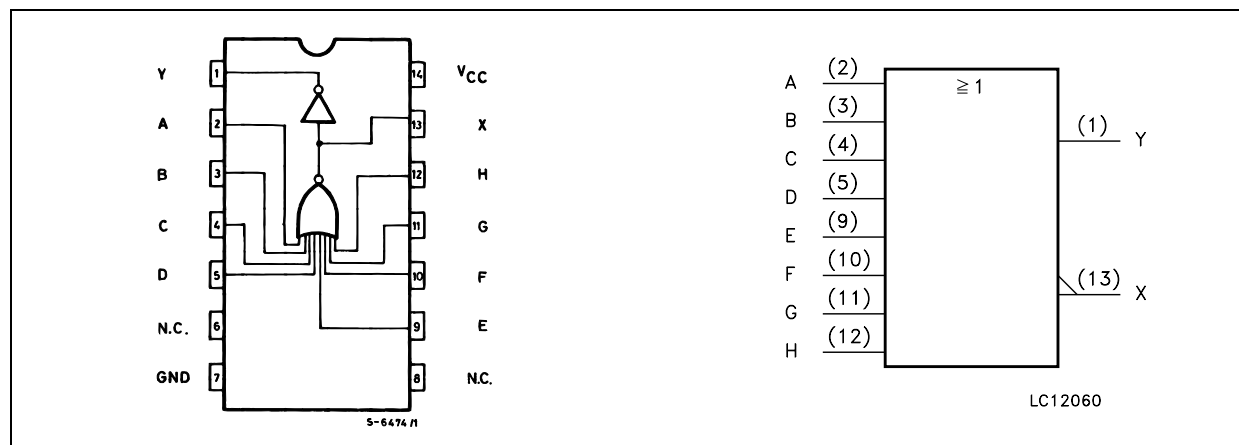 Y 1 14 VCC
A 2 13 X
B 3 12 H
C 4 11 G
D 5 10 F
N.C. 6 9 E
GND 7 8 N.C.
S-6474/1
≧ 1
A (2)
B (3)
C (4)
D (5)
E (9)
F (10)
G (11)
H (12)
(1) Y
(13) X
LC12060